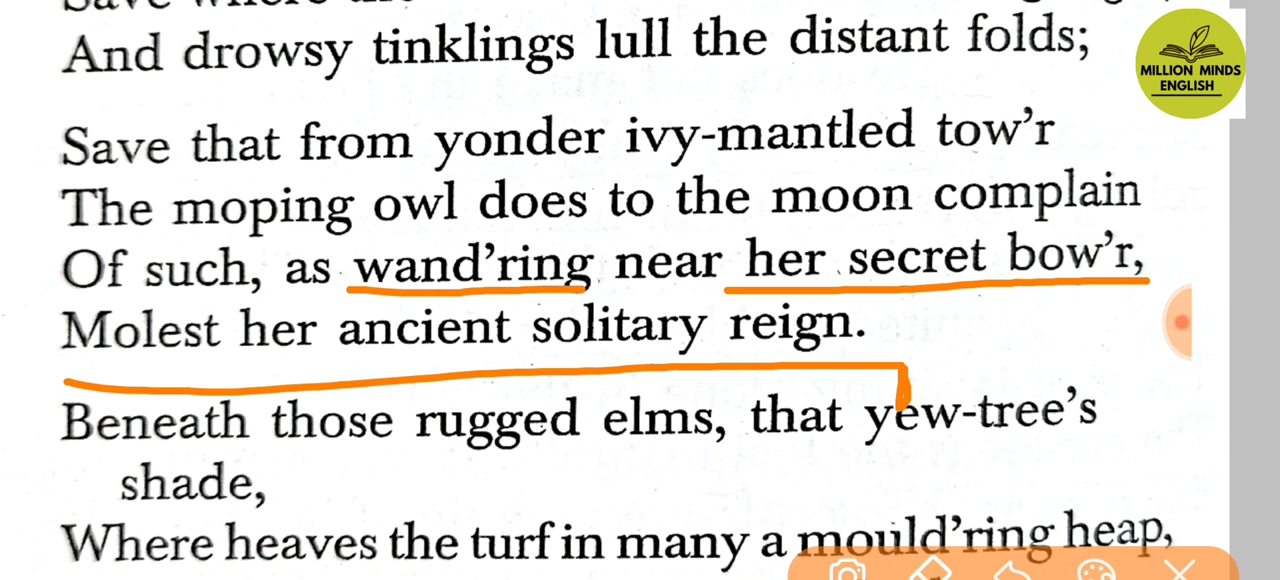 And drowsy tinklings lull the distant folds;
MILLION MINDS
ENGLISH
Save that from yonder ivy-mantled tow'r
The moping owl does to the moon complain
Of such, as wand'ring near her secret bow'r,
Molest her ancient solitary reign.
Beneath those rugged elms, that yew-tree's
shade,
Where heaves the turf in many a mould'ring heap,